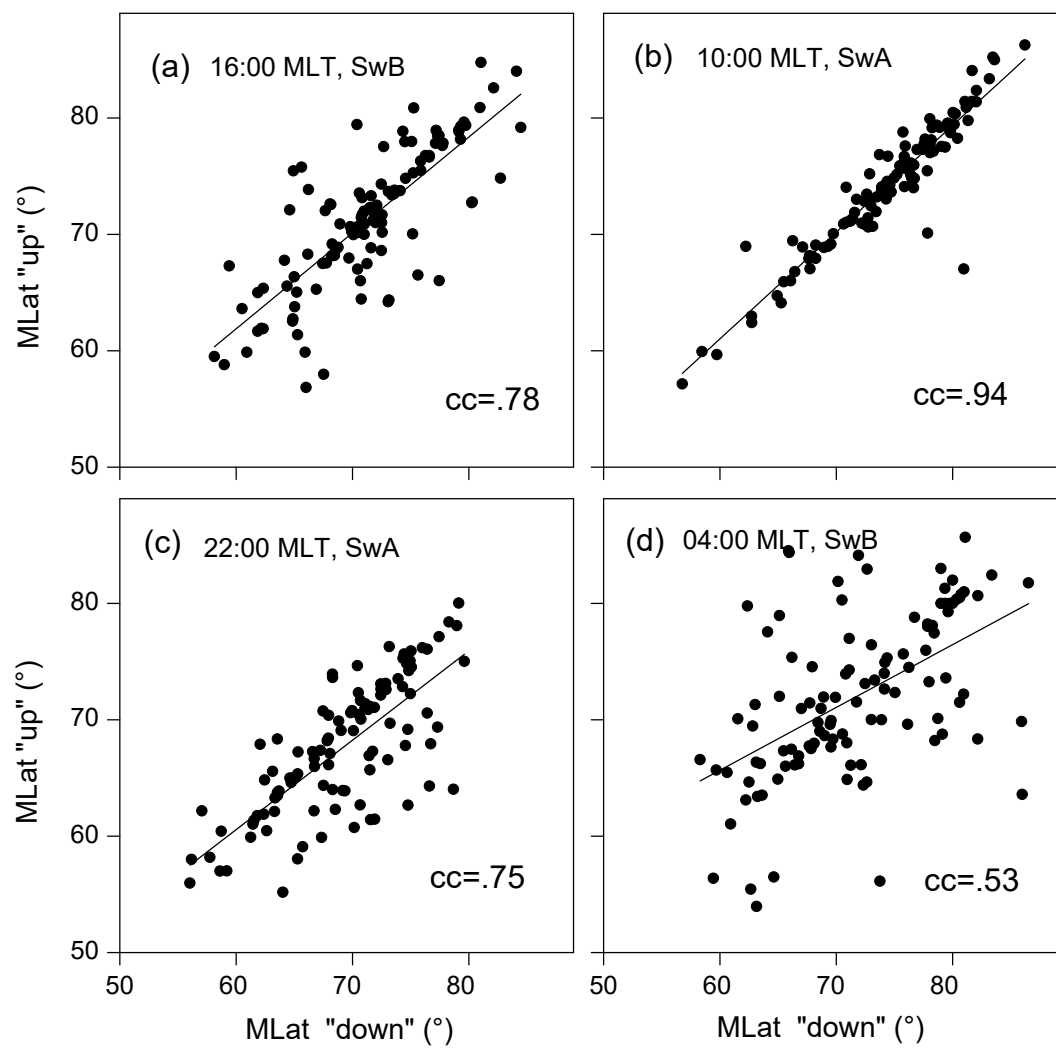 (a) 16:00 MLT, SwB
(b) 10:00 MLT, SwA
80
70
60
50
MLat "up" (°)
cc=.78
cc=.94
(c) 22:00 MLT, SwA
(d) 04:00 MLT, SwB
80
70
60
50
MLat "up" (°)
cc=.75
cc=.53
50 60 70 80
50 60 70 80
MLat "down" (°)
MLat "down" (°)